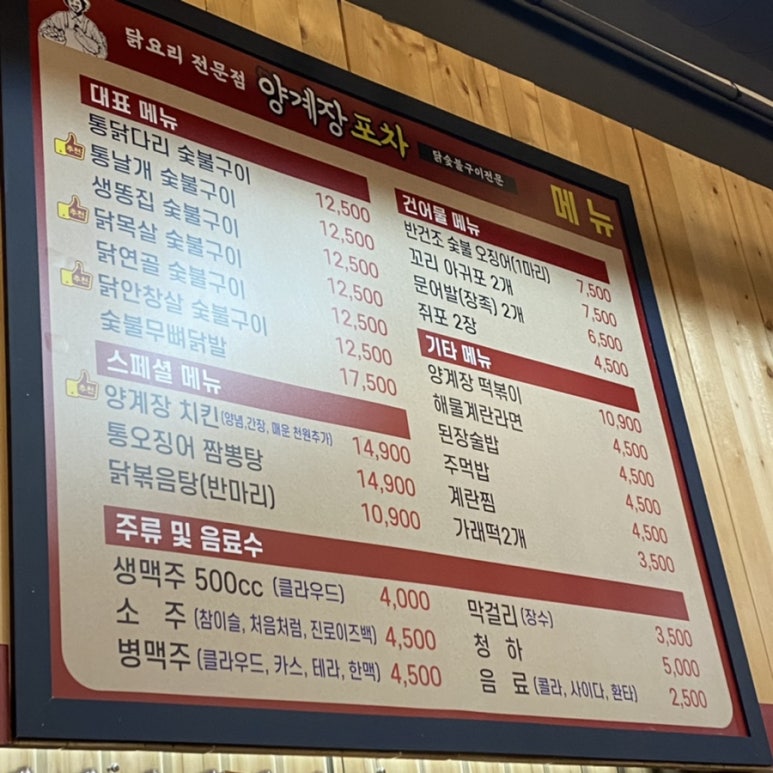 닭요리 전문점 양계장포차 닭숯불구이전문
메뉴
대표 메뉴
통닭다리 숯불구이 12,500
추천 통날개 숯불구이 12,500
생똥집 숯불구이 12,500
추천 닭목살 숯불구이 12,500
닭연골 숯불구이 12,500
추천 닭안창살 숯불구이 12,500
숯불무뼈닭발 17,500
스페셜 메뉴
추천 양계장 치킨(양념,간장, 매운 천원추가) 14,900
통오징어 짬뽕탕 14,900
닭볶음탕(반마리) 10,900
건어물 메뉴
반건조 숯불 오징어(1마리) 7,500
꼬리 아귀포 2개 7,500
문어발(장족) 2개 6,500
쥐포 2장 4,500
기타 메뉴
양계장 떡볶이 10,900
해물계란라면 4,500
된장술밥 4,500
주먹밥 4,500
계란찜 4,500
가래떡2개 3,500
주류 및 음료수
생맥주 500cc (클라우드) 4,000
소 주 (참이슬, 처음처럼, 진로이즈백) 4,500
병맥주 (클라우드, 카스, 테라, 한맥) 4,500
막걸리 (장수) 3,500
청 하 5,000
음 료 (콜라, 사이다, 환타) 2,500